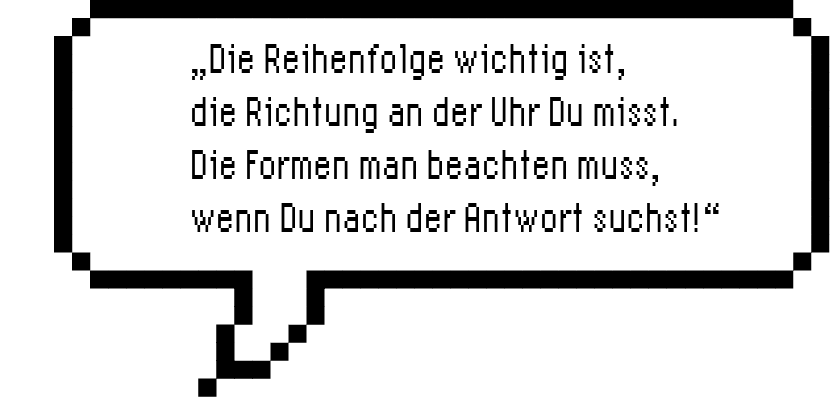 „Die Reihenfolge wichtig ist,
die Richtung an der Uhr Du misst.
Die Formen man beachten muss,
wenn Du nach der Antwort suchst!“